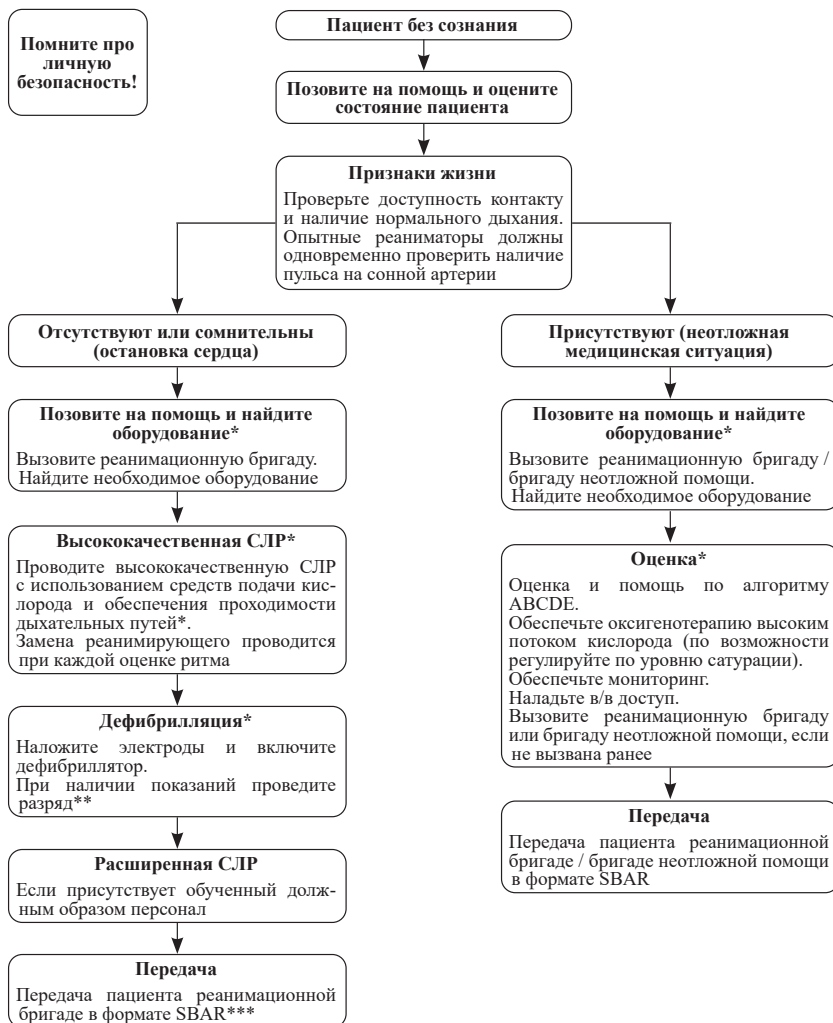 Помните про
личную
безопасность!
Пациент без сознания
Позовите на помощь и оцените
состояние пациента
Признаки жизни
Проверьте доступность контакту
и наличие нормального дыхания.
Опытные реаниматоры должны
одновременно проверить наличие
пульса на сонной артерии
Отсутствуют или сомнительны
(остановка сердца)
Позовите на помощь и найдите
оборудование*
Вызовите реанимационную бригаду.
Найдите необходимое оборудование
Высококачественная СЛР*
Проводите высококачественную СЛР
с использованием средств подачи кис-
лорода и обеспечения проходимости
дыхательных путей*.
Замена реанимирующего проводится
при каждой оценке ритма
Дефибрилляция*
Наложите электроды и включите
дефибриллятор.
При наличии показаний проведите
разряд**
Расширенная СЛР
Если присутствует обученный долж-
ным образом персонал
Передача
Передача пациента реанимационной
бригаде в формате SBAR***
Присутствуют (неотложная
медицинская ситуация)
Позовите на помощь и найдите
оборудование*
Вызовите реанимационную бригаду /
бригаду неотложной помощи.
Найдите необходимое оборудование
Оценка*
Оценка и помощь по алгоритму
ABCDE.
Обеспечьте оксигенотерапию высоким
потоком кислорода (по возможности
регулируйте по уровню сатурации).
Обеспечьте мониторинг.
Наладьте в/в доступ.
Вызовите реанимационную бригаду
или бригаду неотложной помощи, если
не вызвана ранее
Передача
Передача пациента реанимационной
бригаде / бригаде неотложной помощи
в формате SBAR